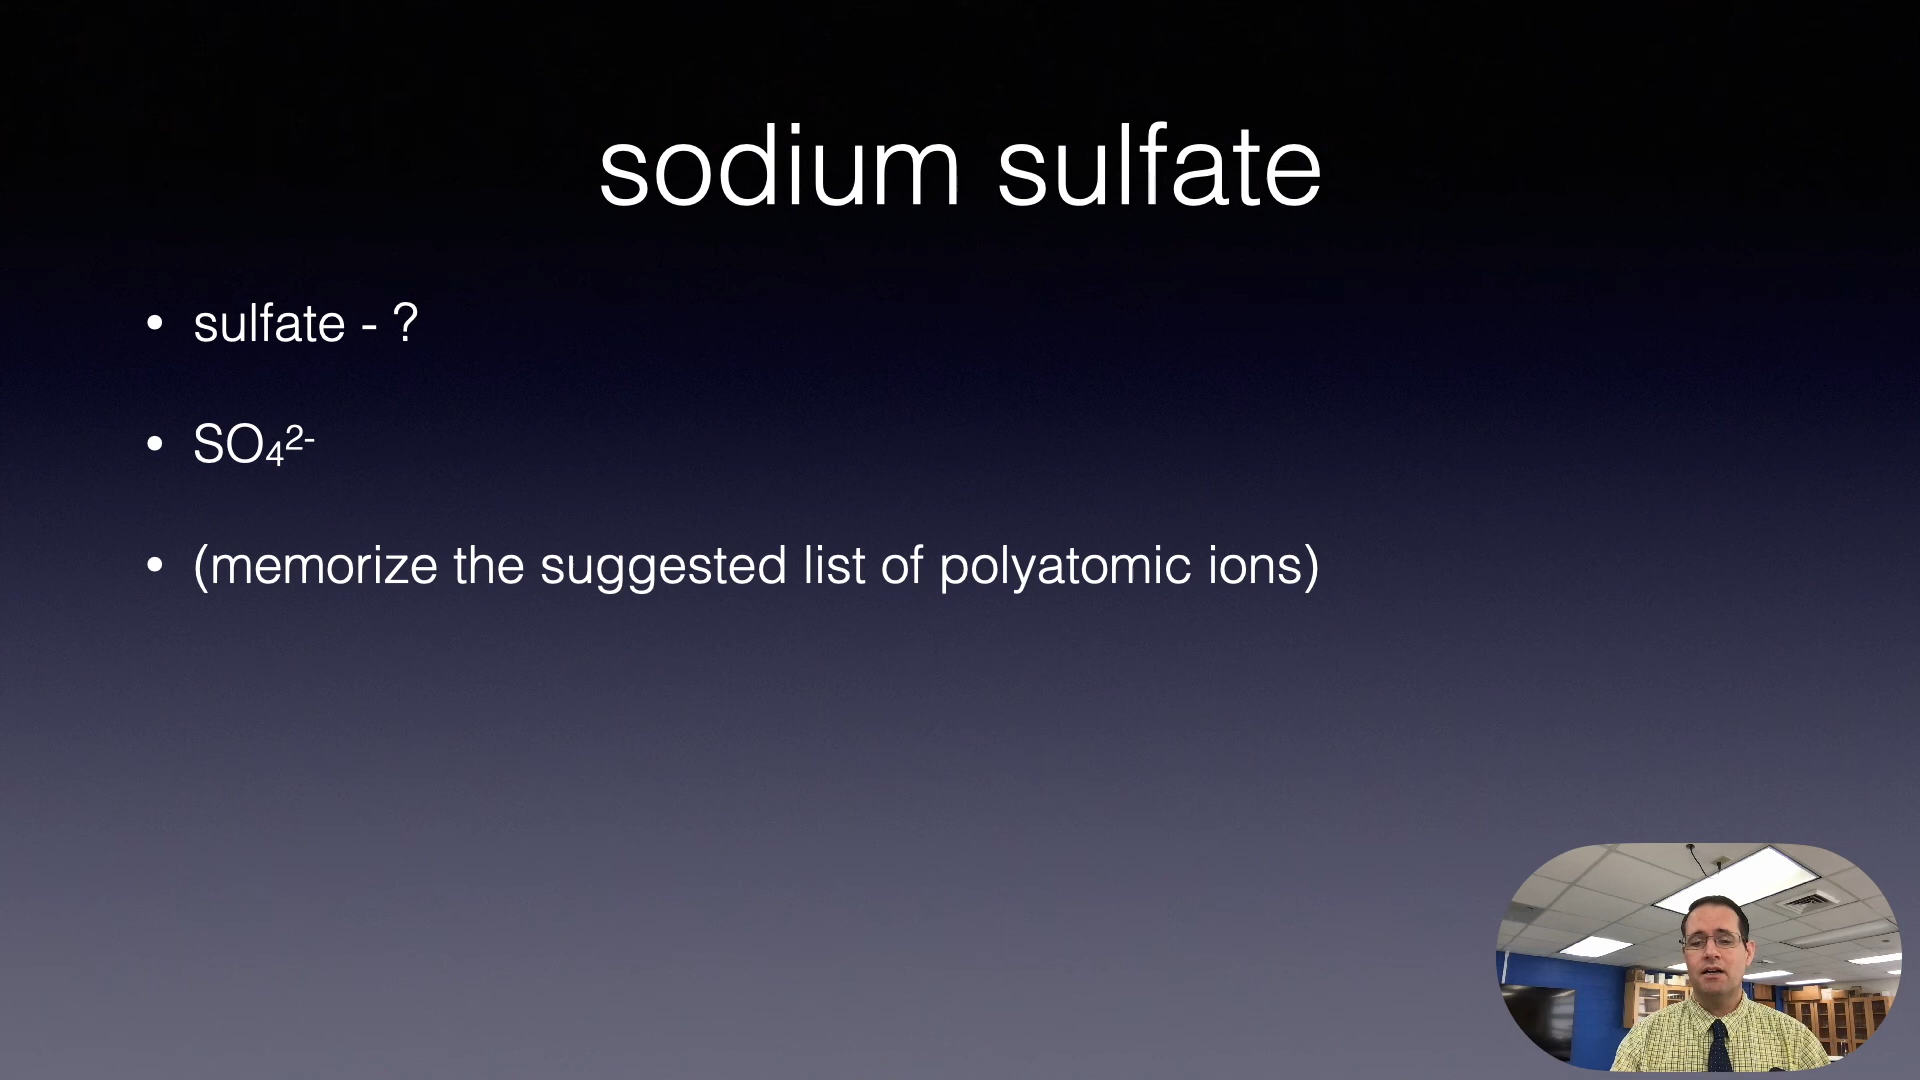 sodium sulfate
• sulfate - ?
• SO₄²⁻
• (memorize the suggested list of polyatomic ions)